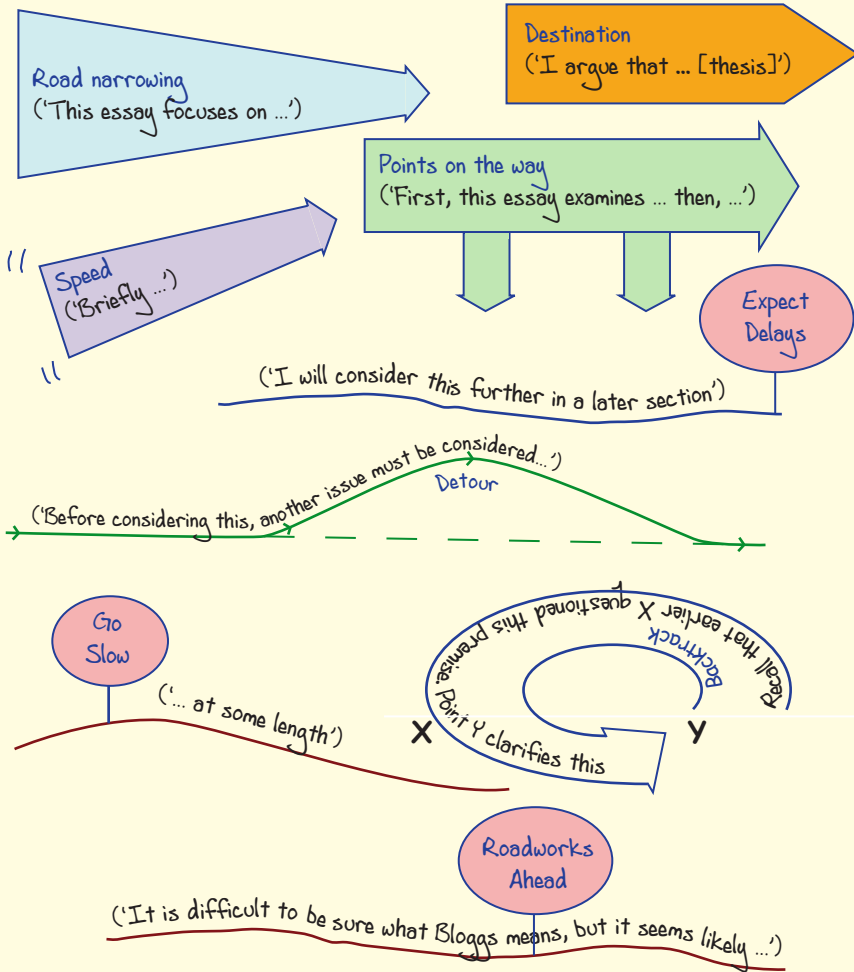 Road narrowing
('This essay focuses on ...')
Destination
('I argue that ... [thesis]')
Points on the way
('First, this essay examines ... then, ...')
Speed
('Briefly ...')
Expect
Delays
('I will consider this further in a later section')
('Before considering this, another issue must be considered...')
Detour
Go
Slow
('... at some length')
Recall that earlier X questioned this premise Point Y clarifies this
Backtrack
X
Y
Roadworks
Ahead
('It is difficult to be sure what Bloggs means, but it seems likely ...')